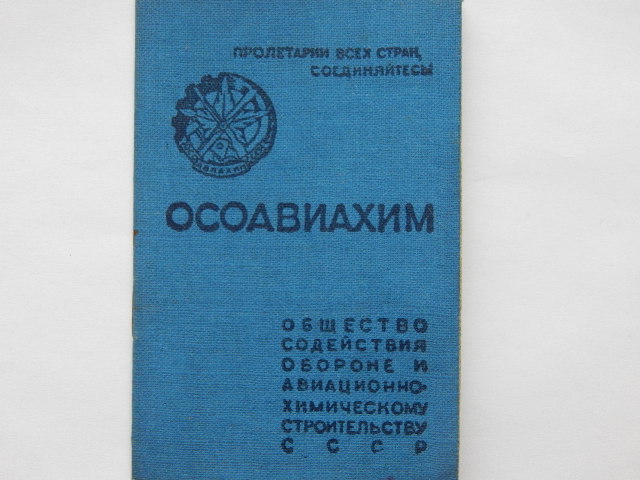 ПРОЛЕТАРИИ ВСЕХ СТРАН,
СОЕДИНЯЙТЕСЬ!
ОСОАВИАХИМ
ОБЩЕСТВО
СОДЕЙСТВИЯ
ОБОРОНЕ И
АВИАЦИОННО-
ХИМИЧЕСКОМУ
СТРОИТЕЛЬСТВУ
С С С Р